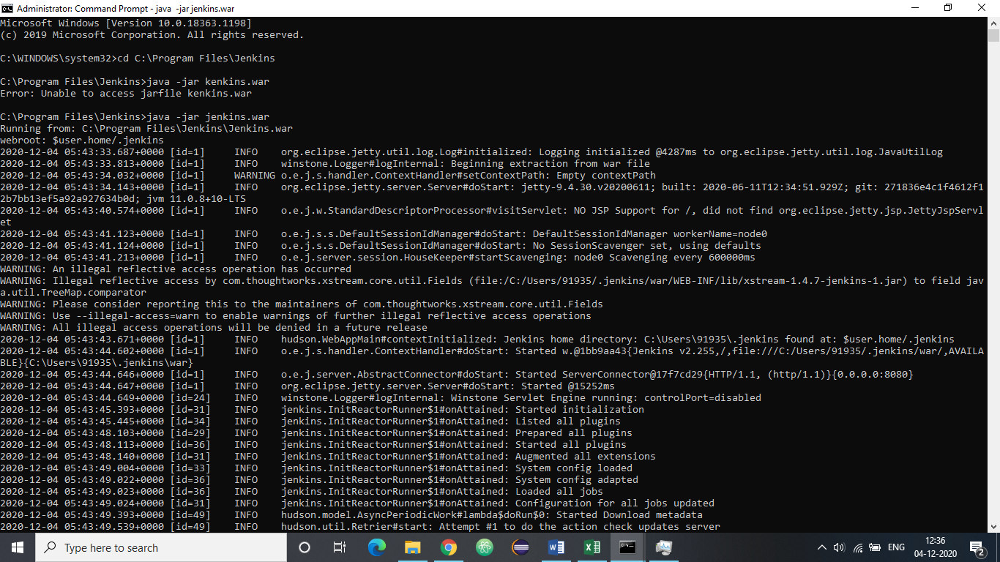 Administrator: Command Prompt - java  -jar jenkins.war
Microsoft Windows [Version 10.0.18363.1198]
(c) 2019 Microsoft Corporation. All rights reserved.
C:\WINDOWS\system32>cd C:\Program Files\Jenkins
C:\Program Files\Jenkins>java -jar kenkins.war
Error: Unable to access jarfile kenkins.war
C:\Program Files\Jenkins>java -jar jenkins.war
Running from: C:\Program Files\Jenkins\Jenkins.war
webroot: $user.home/.jenkins
2020-12-04 05:43:33.687+0000 [id=1]     INFO    org.eclipse.jetty.util.log.Log#initialized: Logging initialized @4287ms to org.eclipse.jetty.util.log.JavaUtilLog
2020-12-04 05:43:33.813+0000 [id=1]     INFO    winstone.Logger#logInternal: Beginning extraction from war file
2020-12-04 05:43:34.032+0000 [id=1]     WARNING o.e.j.s.handler.ContextHandler#setContextPath: Empty contextPath
2020-12-04 05:43:34.143+0000 [id=1]     INFO    org.eclipse.jetty.server.Server#doStart: jetty-9.4.30.v20200611; built: 2020-06-11T12:34:51.929Z; git: 271836e4c1f4612f1
2b7bb13ef5a92a927634b0d; jvm 11.0.8+10-LTS
2020-12-04 05:43:40.574+0000 [id=1]     INFO    o.e.j.w.StandardDescriptorProcessor#visitServlet: NO JSP Support for /, did not find org.eclipse.jetty.jsp.JettyJspServl
et
2020-12-04 05:43:41.123+0000 [id=1]     INFO    o.e.j.s.s.DefaultSessionIdManager#doStart: DefaultSessionIdManager workerName=node0
2020-12-04 05:43:41.124+0000 [id=1]     INFO    o.e.j.s.s.DefaultSessionIdManager#doStart: No SessionScavenger set, using defaults
2020-12-04 05:43:41.213+0000 [id=1]     INFO    o.e.j.server.session.HouseKeeper#startScavenging: node0 Scavenging every 600000ms
WARNING: An illegal reflective access operation has occurred
WARNING: Illegal reflective access by com.thoughtworks.xstream.core.util.Fields (file:/C:/Users/91935/.jenkins/war/WEB-INF/lib/xstream-1.4.7-jenkins-1.jar) to field jav
a.util.TreeMap.comparator
WARNING: Please consider reporting this to the maintainers of com.thoughtworks.xstream.core.util.Fields
WARNING: Use --illegal-access=warn to enable warnings of further illegal reflective access operations
WARNING: All illegal access operations will be denied in a future release
2020-12-04 05:43:43.671+0000 [id=1]     INFO    hudson.WebAppMain#contextInitialized: Jenkins home directory: C:\Users\91935\.jenkins found at: $user.home/.jenkins
2020-12-04 05:43:44.602+0000 [id=1]     INFO    o.e.j.s.handler.ContextHandler#doStart: Started w.@1bb9aa43{Jenkins v2.255,/,file:///C:/Users/91935/.jenkins/war/,AVAILA
BLE}{C:\Users\91935\.jenkins\war}
2020-12-04 05:43:44.646+0000 [id=1]     INFO    o.e.j.server.AbstractConnector#doStart: Started ServerConnector@17f7cd29{HTTP/1.1, (http/1.1)}{0.0.0.0:8080}
2020-12-04 05:43:44.647+0000 [id=1]     INFO    org.eclipse.jetty.server.Server#doStart: Started @15252ms
2020-12-04 05:43:44.649+0000 [id=24]    INFO    winstone.Logger#logInternal: Winstone Servlet Engine running: controlPort=disabled
2020-12-04 05:43:45.393+0000 [id=31]    INFO    jenkins.InitReactorRunner$1#onAttained: Started initialization
2020-12-04 05:43:45.445+0000 [id=34]    INFO    jenkins.InitReactorRunner$1#onAttained: Listed all plugins
2020-12-04 05:43:48.103+0000 [id=29]    INFO    jenkins.InitReactorRunner$1#onAttained: Prepared all plugins
2020-12-04 05:43:48.113+0000 [id=36]    INFO    jenkins.InitReactorRunner$1#onAttained: Started all plugins
2020-12-04 05:43:48.140+0000 [id=31]    INFO    jenkins.InitReactorRunner$1#onAttained: Augmented all extensions
2020-12-04 05:43:49.004+0000 [id=33]    INFO    jenkins.InitReactorRunner$1#onAttained: System config loaded
2020-12-04 05:43:49.022+0000 [id=36]    INFO    jenkins.InitReactorRunner$1#onAttained: System config adapted
2020-12-04 05:43:49.023+0000 [id=36]    INFO    jenkins.InitReactorRunner$1#onAttained: Loaded all jobs
2020-12-04 05:43:49.024+0000 [id=31]    INFO    jenkins.InitReactorRunner$1#onAttained: Configuration for all jobs updated
2020-12-04 05:43:49.393+0000 [id=49]    INFO    hudson.model.AsyncPeriodicWork#lambda$doRun$0: Started Download metadata
2020-12-04 05:43:49.539+0000 [id=49]    INFO    hudson.util.Retrier#start: Attempt #1 to do the action check updates server
Type here to search
ENG
12:36
04-12-2020
2